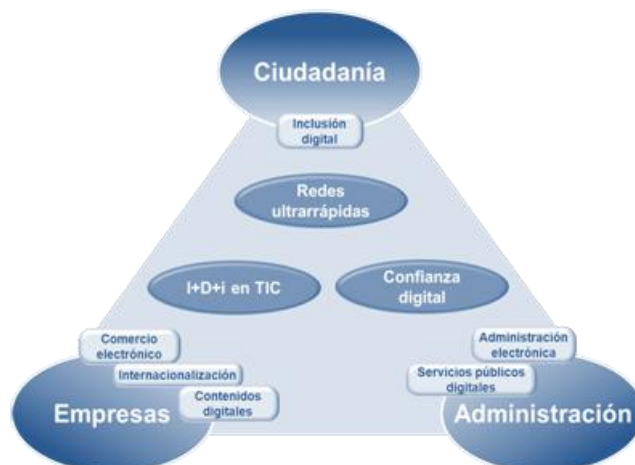 Ciudadanía
Inclusión
digital
Redes
ultrarrápidas
I+D+i en TIC
Confianza
digital
Comercio
electrónico
Internacionalización
Contenidos
digitales
Empresas
Administración
electrónica
Servicios públicos
digitales
Administración